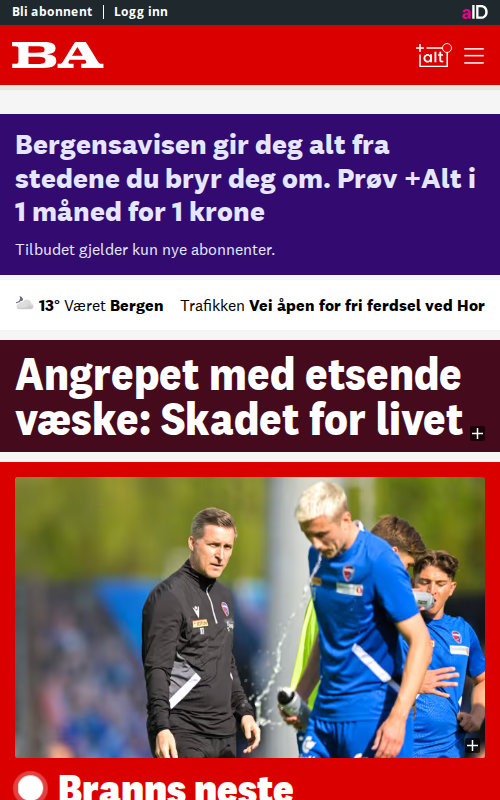 Bli abonnent | Logg inn aID
BA +alt
Bergensavisen gir deg alt fra
stedene du bryr deg om. Prøv +Alt i
1 måned for 1 krone
Tilbudet gjelder kun nye abonnenter.
13° Været Bergen Trafikken Vei åpen for fri ferdsel ved Hor
Angrepet med etsende
væske: Skadet for livet
Branns neste